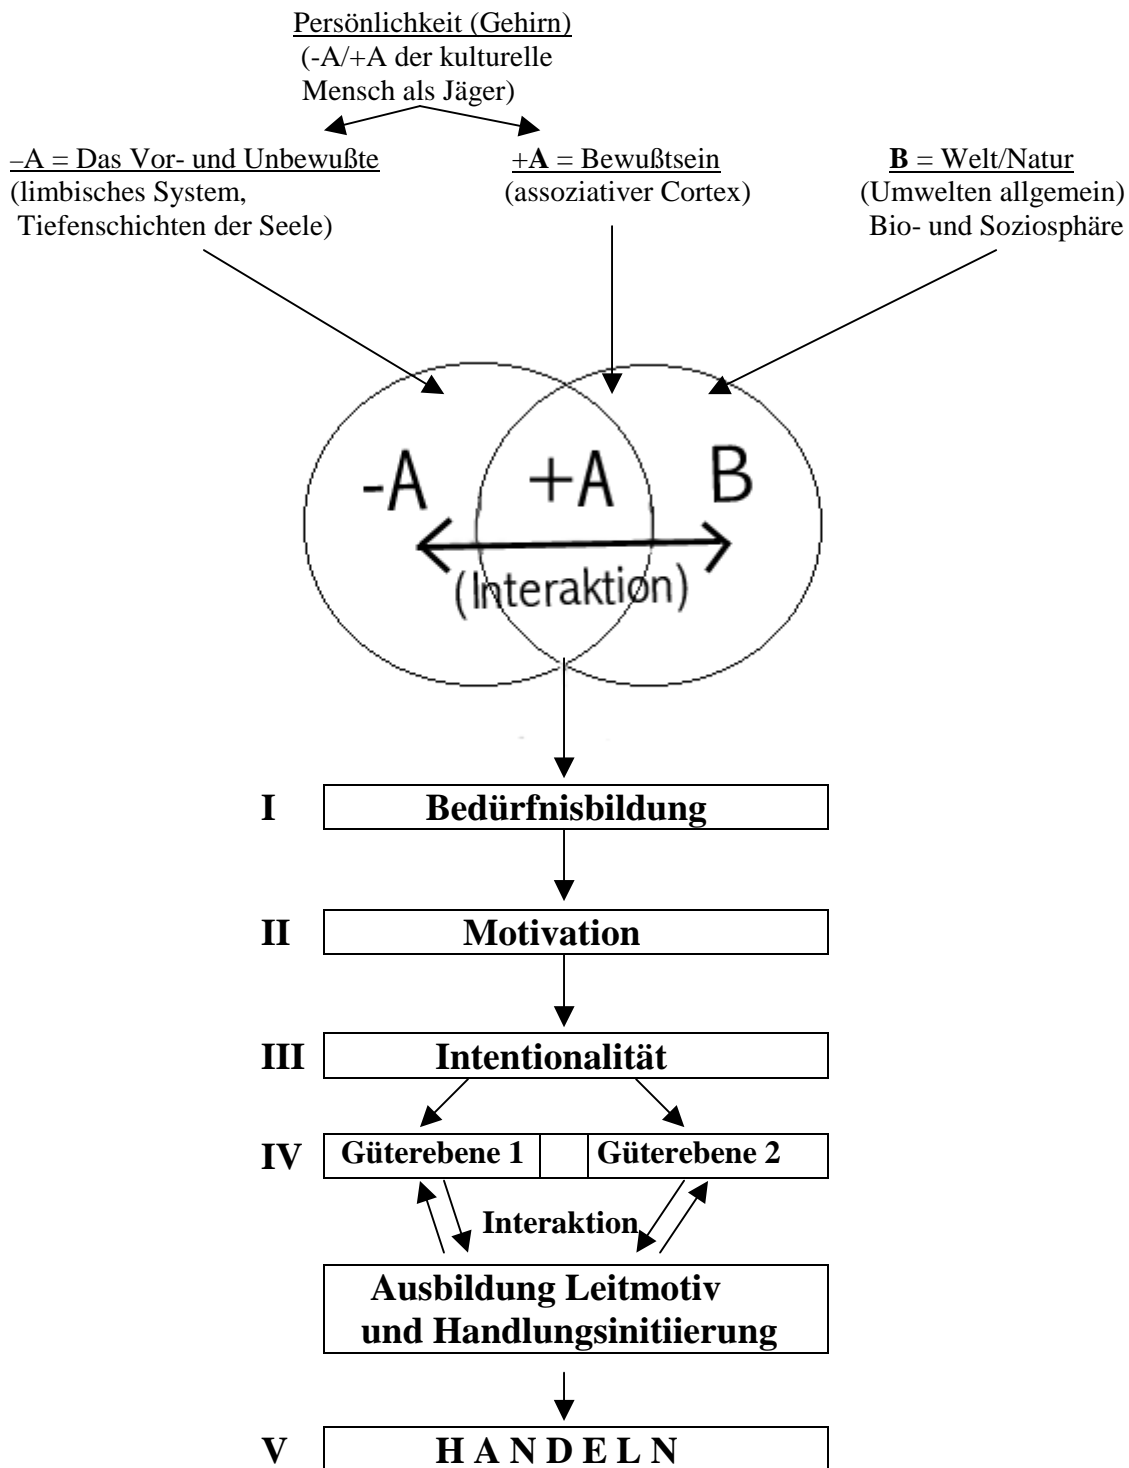 Persönlichkeit (Gehirn)
(-A/+A der kulturelle
Mensch als Jäger)
–A = Das Vor- und Unbewußte
(limbisches System,
Tiefenschichten der Seele)
+A = Bewußtsein
(assoziativer Cortex)
B = Welt/Natur
(Umwelten allgemein)
Bio- und Soziosphäre
-A +A B
(Interaktion)
I Bedürfnisbildung
II Motivation
III Intentionalität
IV Güterebene 1 Güterebene 2
Interaktion
Ausbildung Leitmotiv
und Handlungsinitiierung
V H A N D E L N